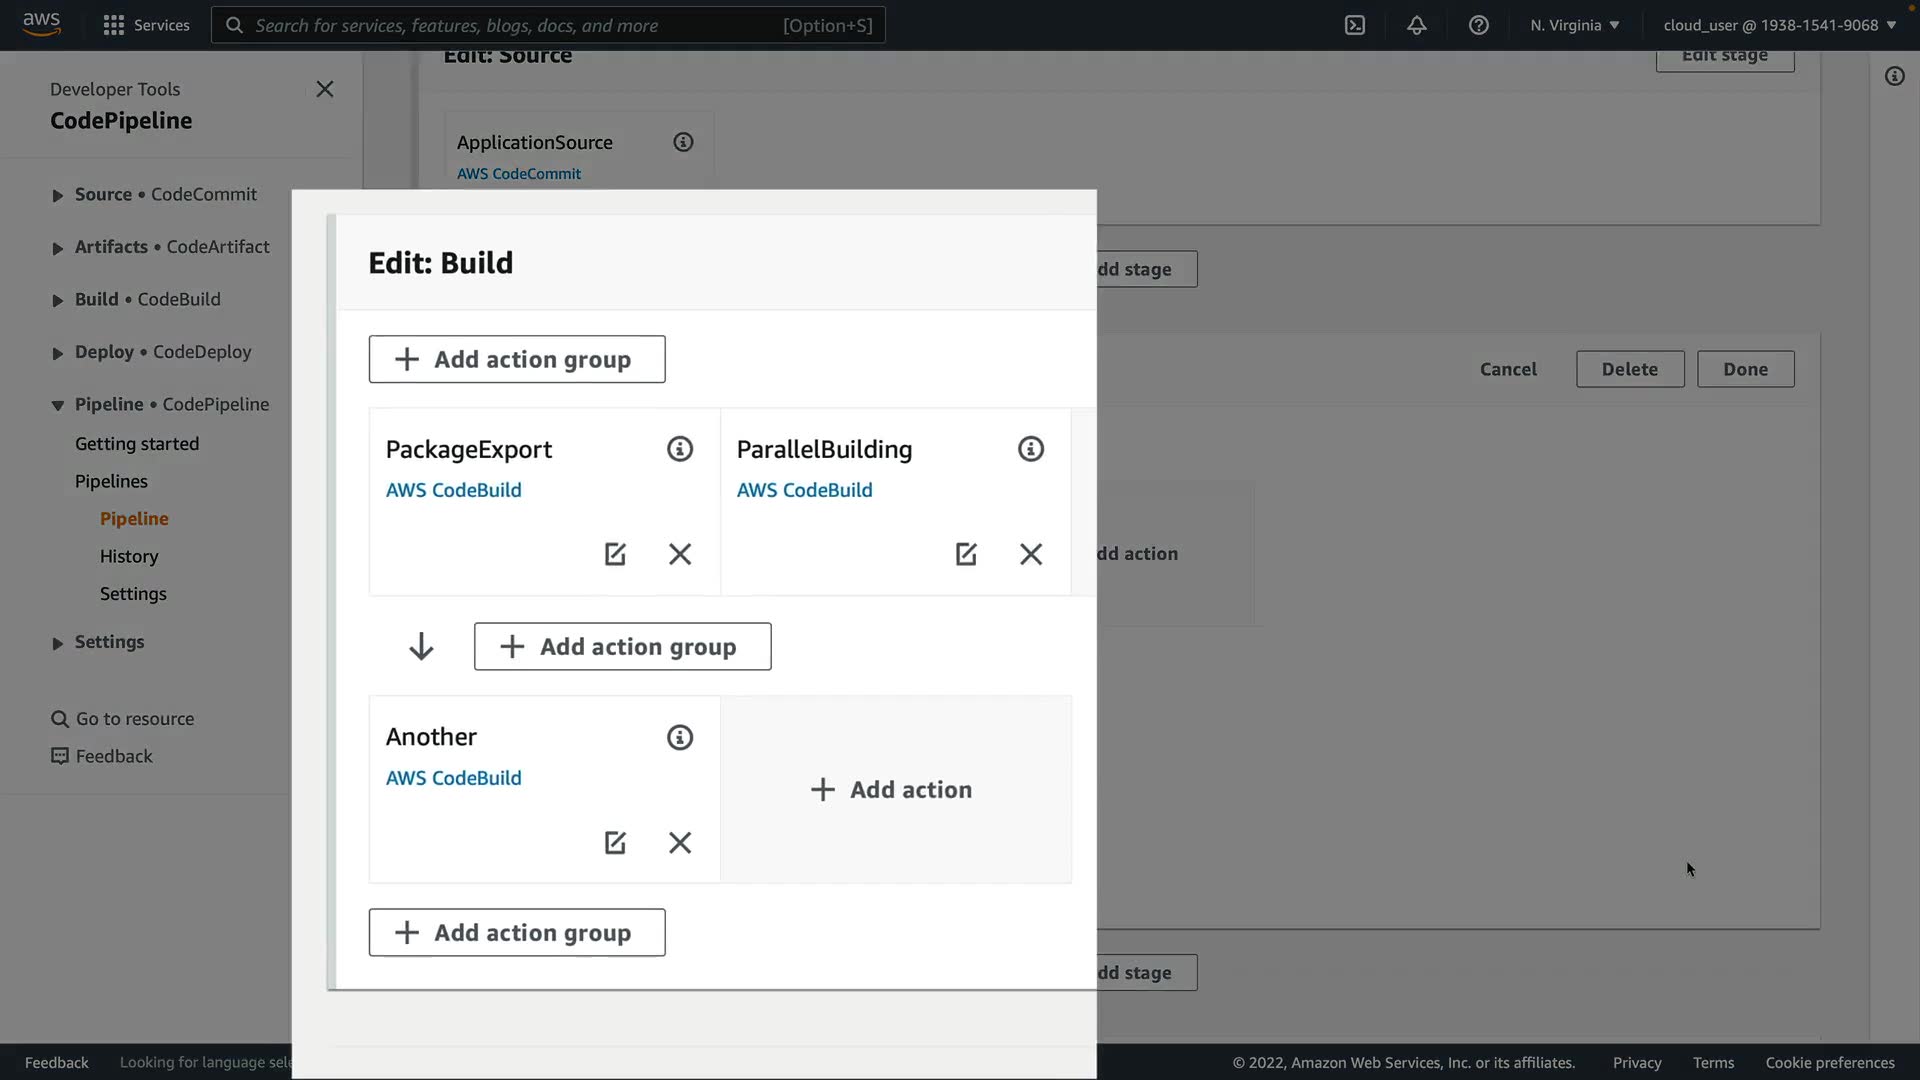 aws
Services
Search for services, features, blogs, docs, and more
[Option+S]
N. Virginia
cloud_user @ 1938-1541-9068
Developer Tools
CodePipeline
Source • CodeCommit
Artifacts • CodeArtifact
Build • CodeBuild
Deploy • CodeDeploy
Pipeline • CodePipeline
Getting started
Pipelines
Pipeline
History
Settings
Settings
Go to resource
Feedback
Edit: Source
Edit stage
ApplicationSource
AWS CodeCommit
dd stage
Cancel
Delete
Done
Edit: Build
Add action group
PackageExport
AWS CodeBuild
ParallelBuilding
AWS CodeBuild
dd action
Add action group
Another
AWS CodeBuild
Add action
Add action group
dd stage
Feedback
Looking for language sele
© 2022, Amazon Web Services, Inc. or its affiliates.
Privacy
Terms
Cookie preferences